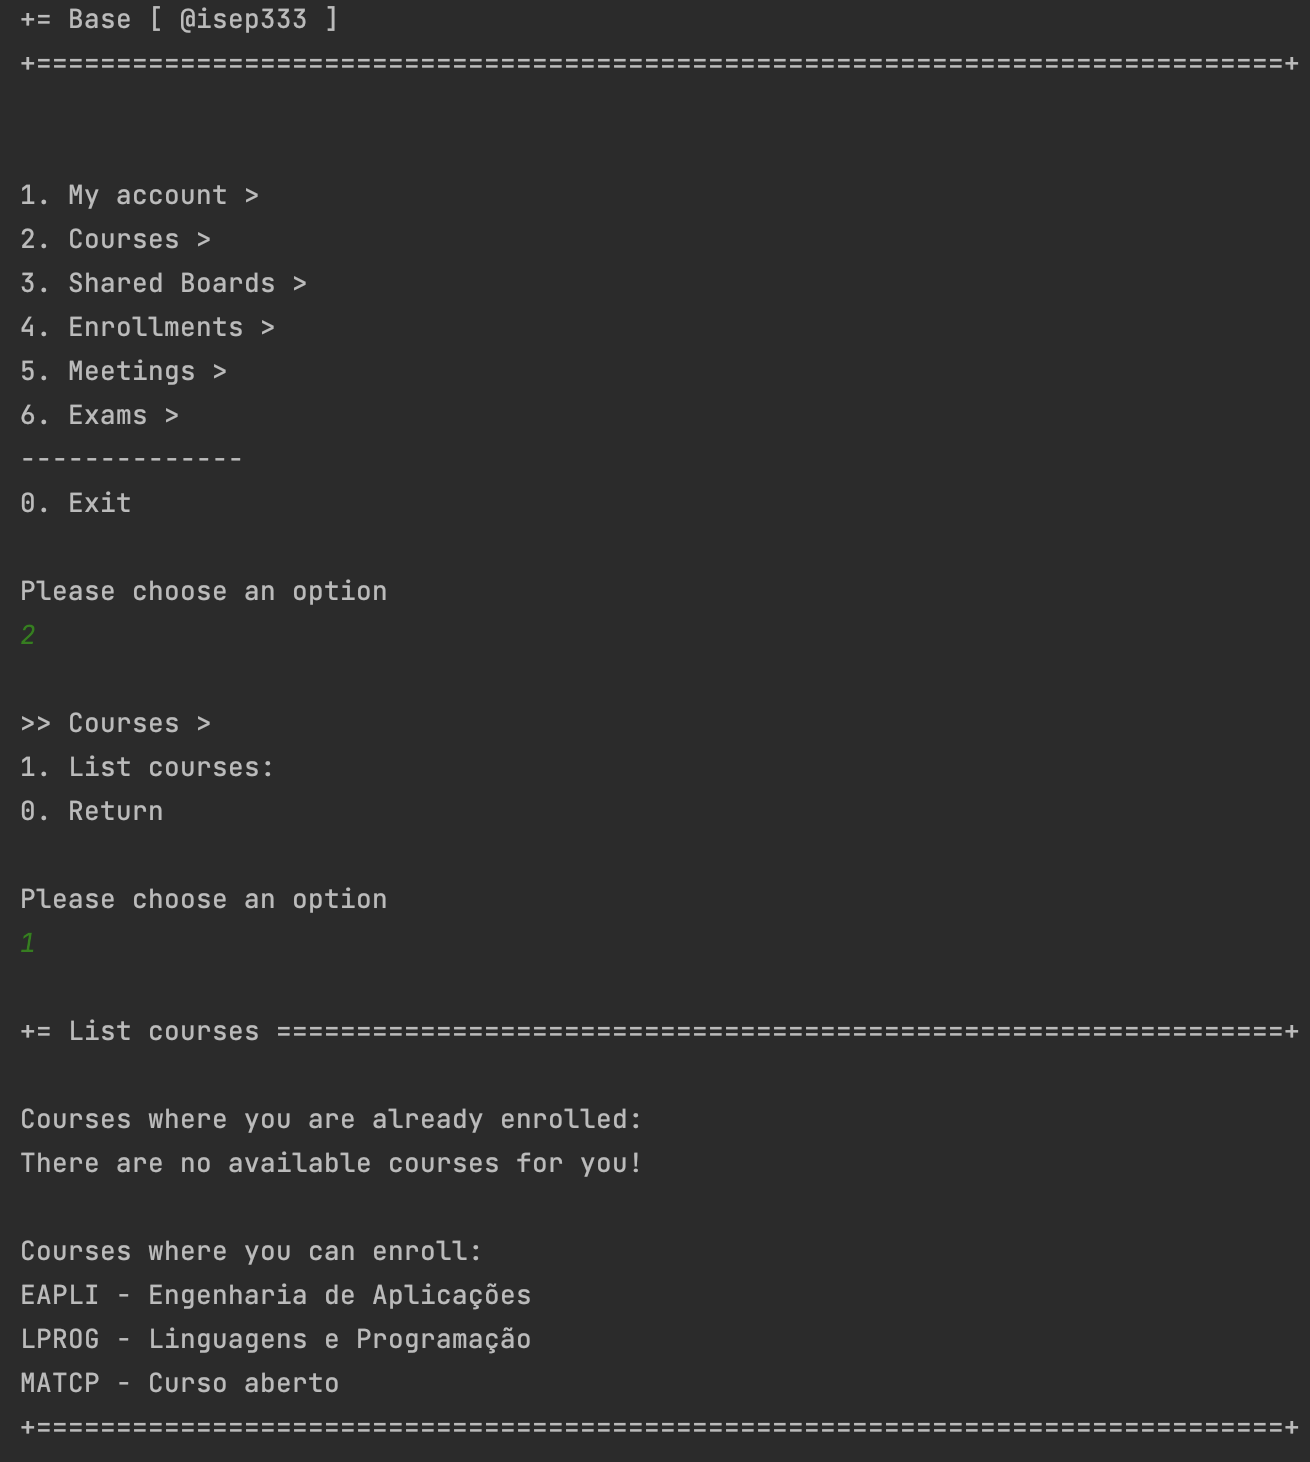 += Base [ @isep333 ]
+==============================================================================+
1. My account >
2. Courses >
3. Shared Boards >
4. Enrollments >
5. Meetings >
6. Exams >
--------------
0. Exit
Please choose an option
2
>> Courses >
1. List courses:
0. Return
Please choose an option
1
+= List courses ===============================================================+
Courses where you are already enrolled:
There are no available courses for you!
Courses where you can enroll:
EAPLI - Engenharia de Aplicações
LPROG - Linguagens e Programação
MATCP - Curso aberto
+==============================================================================+